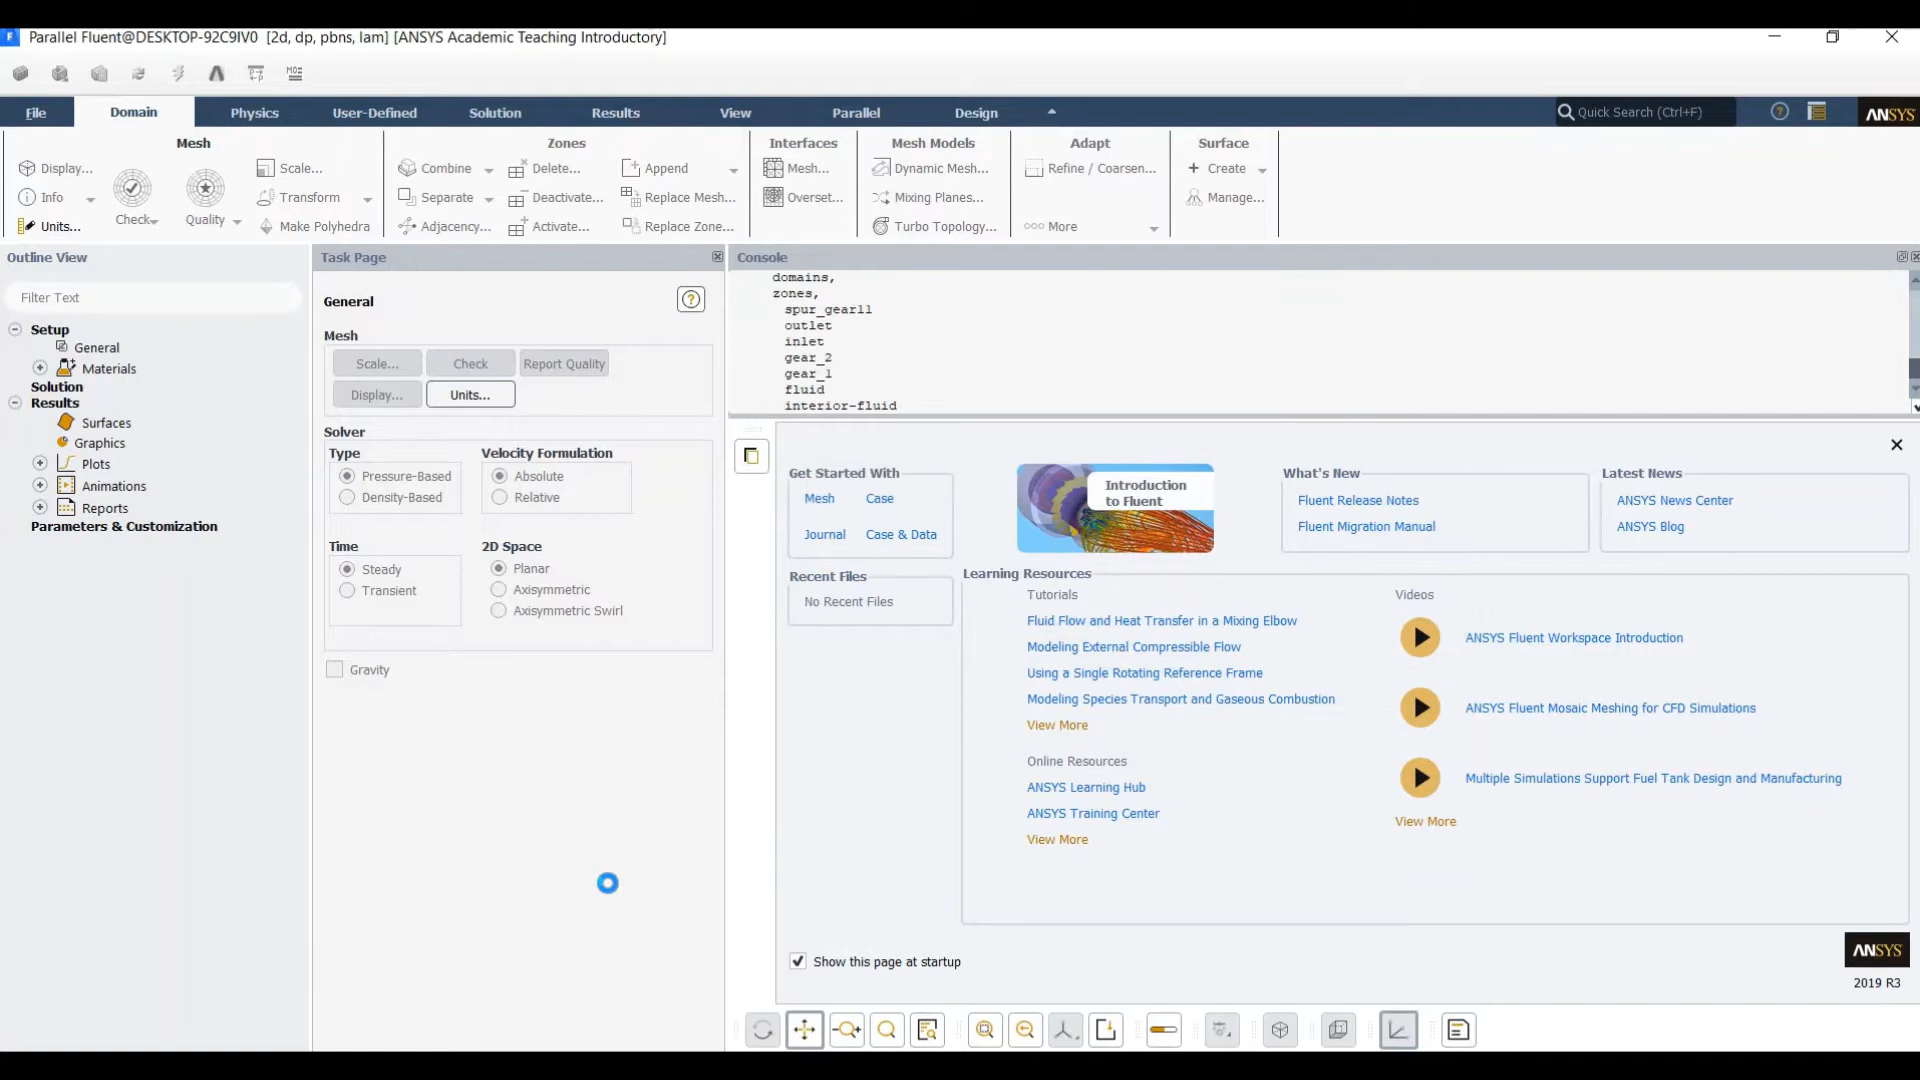 Parallel Fluent@DESKTOP-92C9IV0 [2d, dp, pbns, lam] [ANSYS Academic Teaching Introductory]
File Domain Physics User-Defined Solution Results View Parallel Design Quick Search (Ctrl+F) ANSYS
Mesh Zones Interfaces Mesh Models Adapt Surface
Display... Scale... Combine Delete... Append Mesh... Dynamic Mesh... Refine / Coarsen... Create
Info Transform Separate Deactivate... Replace Mesh... Overset... Mixing Planes... Manage...
Check Quality
Units... Make Polyhedra Adjacency... Activate... Replace Zone... Turbo Topology... More
Outline View
Filter Text
Setup
General
Materials
Solution
Results
Surfaces
Graphics
Plots
Animations
Reports
Parameters & Customization
Task Page
General
Mesh
Scale... Check Report Quality
Display... Units...
Solver
Type Velocity Formulation
Pressure-Based Absolute
Density-Based Relative
Time 2D Space
Steady Planar
Transient Axisymmetric
Axisymmetric Swirl
Gravity
Console
domains,
zones,
spur_gear11
outlet
inlet
gear_2
gear_1
fluid
interior-fluid
Get Started With
Mesh Case
Journal Case & Data
Recent Files
No Recent Files
Introduction
to Fluent
What's New
Fluent Release Notes
Fluent Migration Manual
Latest News
ANSYS News Center
ANSYS Blog
Learning Resources
Tutorials
Fluid Flow and Heat Transfer in a Mixing Elbow
Modeling External Compressible Flow
Using a Single Rotating Reference Frame
Modeling Species Transport and Gaseous Combustion
View More
Online Resources
ANSYS Learning Hub
ANSYS Training Center
View More
Videos
ANSYS Fluent Workspace Introduction
ANSYS Fluent Mosaic Meshing for CFD Simulations
Multiple Simulations Support Fuel Tank Design and Manufacturing
View More
Show this page at startup
ANSYS
2019 R3